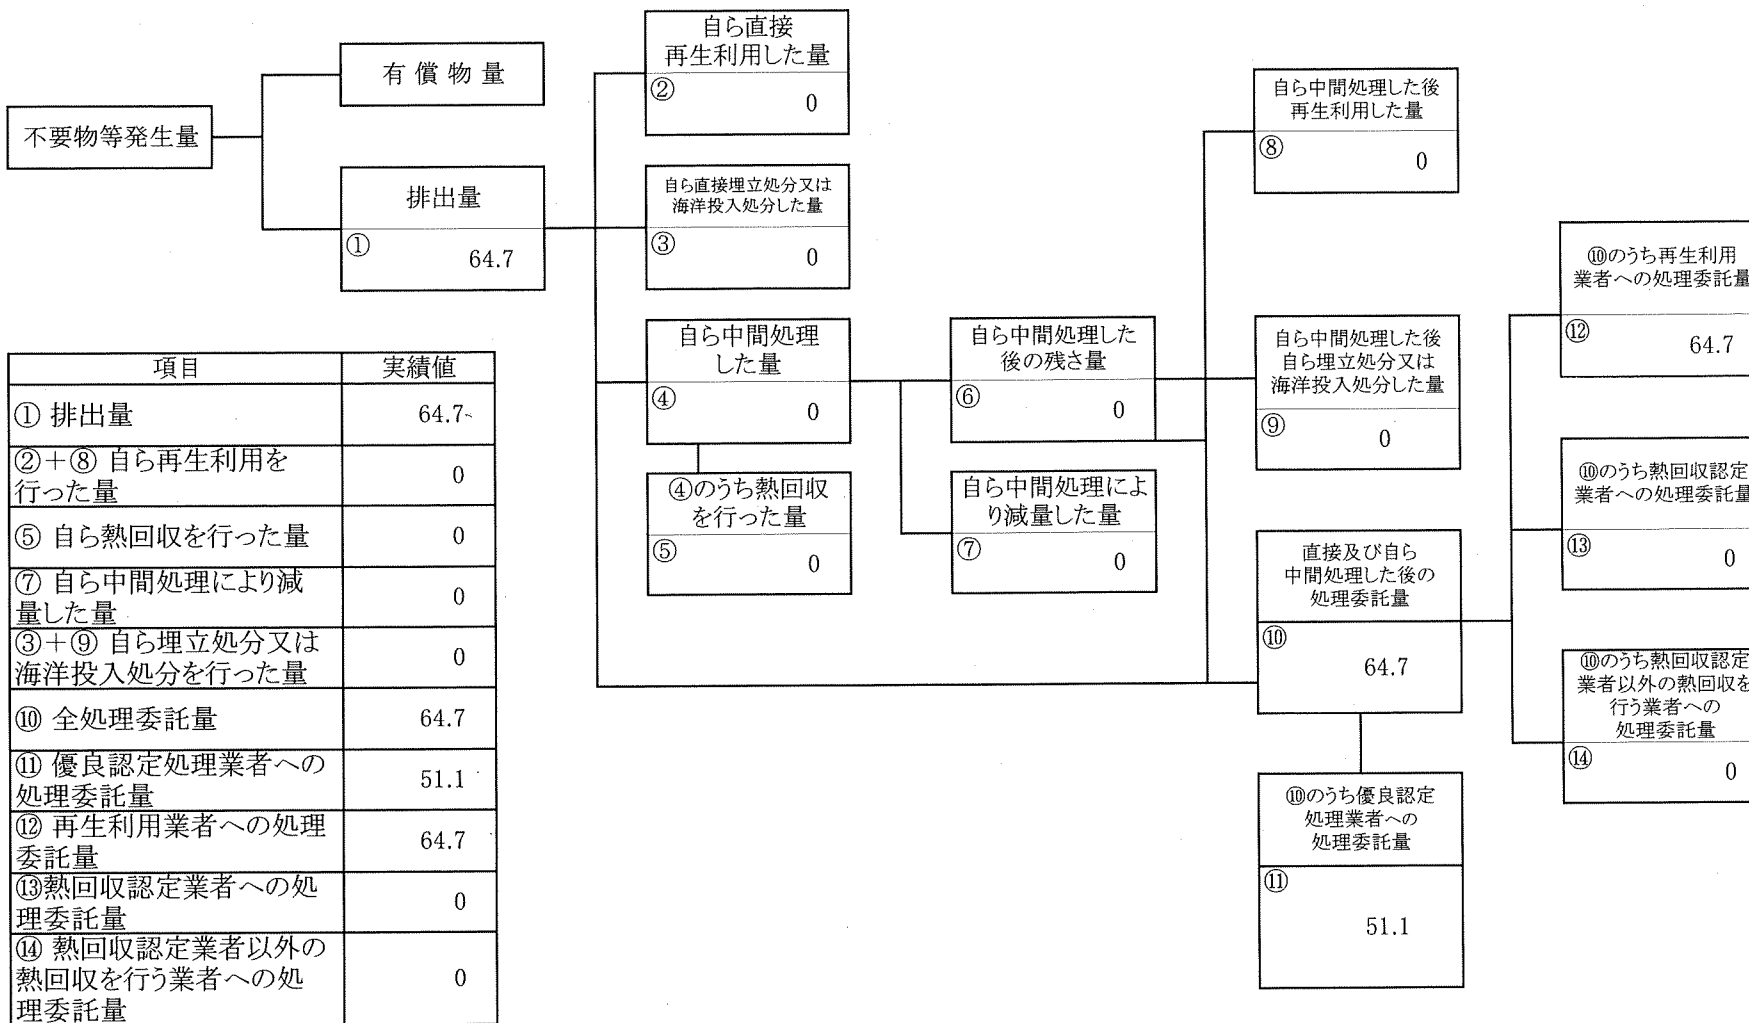 不要物等発生量
有 償 物 量
排出量
①
64.7
自ら直接
再生利用した量
②
0
自ら直接埋立処分又は
海洋投入処分した量
③
0
自ら中間処理
した量
④
0
④のうち熱回収
を行った量
⑤
0
自ら中間処理した
後の残さ量
⑥
0
自ら中間処理によ
り減量した量
⑦
0
自ら中間処理した後
再生利用した量
⑧
0
自ら中間処理した後
自ら埋立処分又は
海洋投入処分した量
⑨
0
直接及び自ら
中間処理した後の
処理委託量
⑩
64.7
⑩のうち優良認定
処理業者への
処理委託量
⑪
51.1
⑩のうち再生利用
業者への処理委託量
⑫
64.7
⑩のうち熱回収認定
業者への処理委託量
⑬
0
⑩のうち熱回収認定
業者以外の熱回収を
行う業者への
処理委託量
⑭
0
項目 実績値
① 排出量 64.7
②+⑧ 自ら再生利用を
行った量 0
⑤ 自ら熱回収を行った量 0
⑦ 自ら中間処理により減
量した量 0
③+⑨ 自ら埋立処分又は
海洋投入処分を行った量 0
⑩ 全処理委託量 64.7
⑪ 優良認定処理業者への
処理委託量 51.1
⑫ 再生利用業者への処理
委託量 64.7
⑬熱回収認定業者への処
理委託量 0
⑭ 熱回収認定業者以外の
熱回収を行う業者への処
理委託量 0